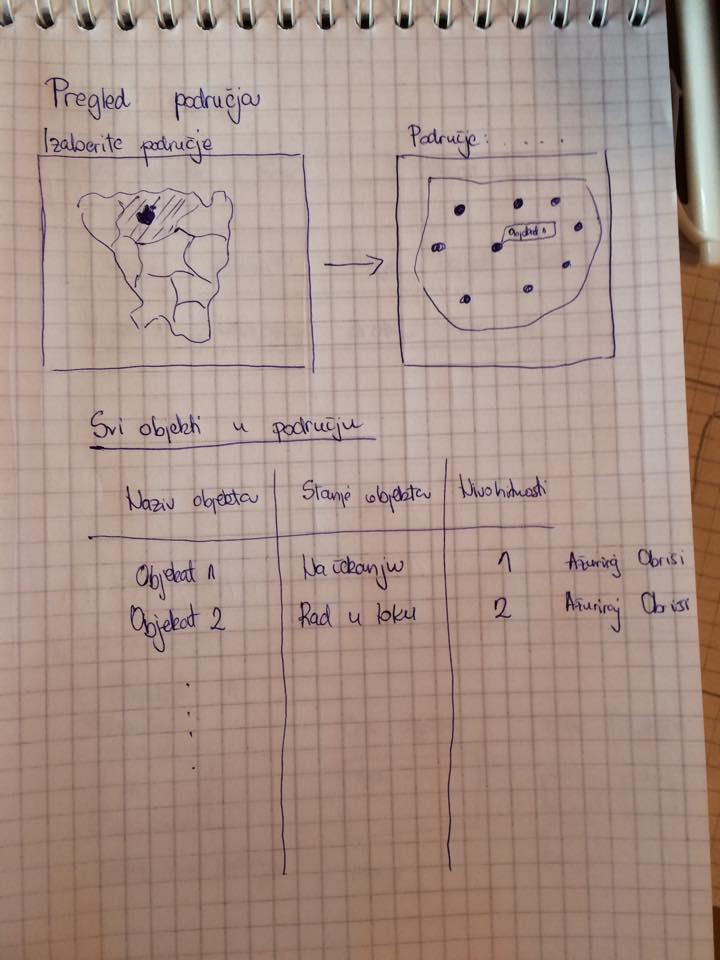 Pregled područja
Izaberite područje
Područje: . . . . .
Objekat 1
Svi objekti u području
Naziv objekta Stanje objekta Nivo hitnosti
Objekat 1 Na čekanju 1 Ažuriraj Obriši
Objekat 2 Rad u toku 2 Ažuriraj Obriši